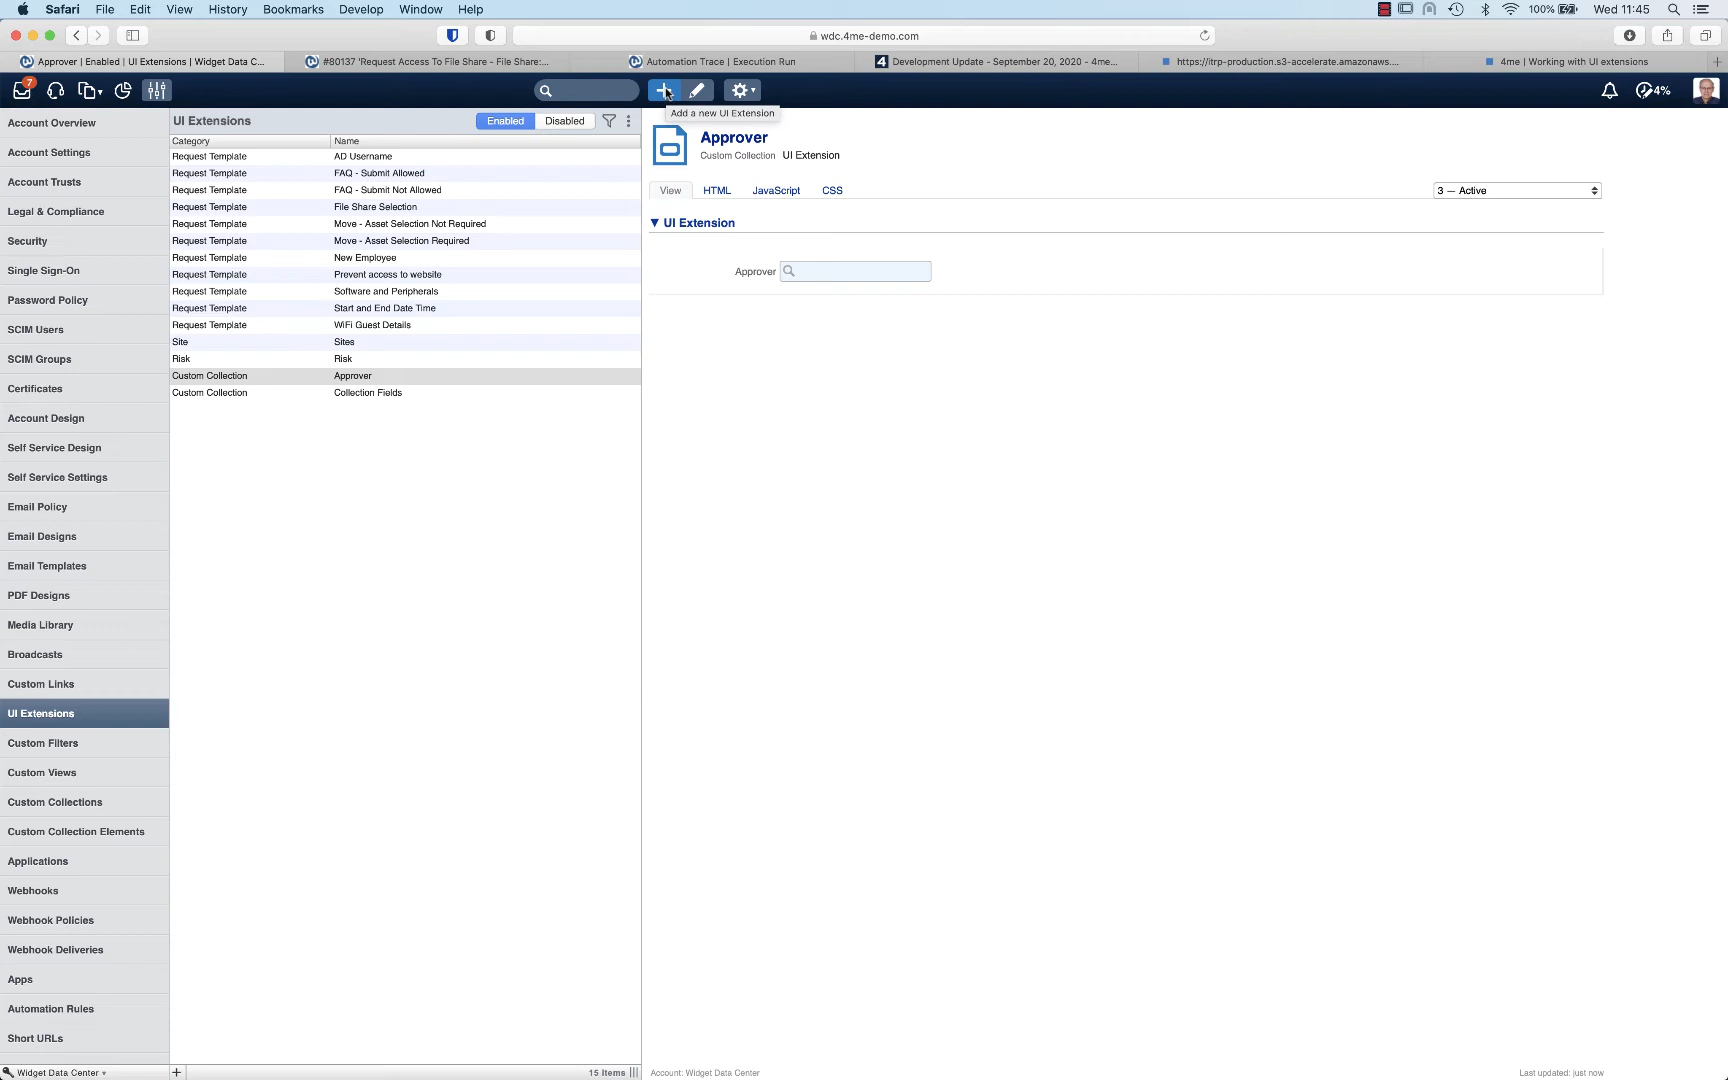 Safari File Edit View History Bookmarks Develop Window Help 100% Wed 11:45
wdc.4me-demo.com
Approver | Enabled | UI Extensions | Widget Data C... #80137 'Request Access To File Share - File Share:... Automation Trace | Execution Run 4 Development Update - September 20, 2020 - 4me... https://itrp-production.s3-accelerate.amazonaws.... 4me | Working with UI extensions
7 4%
Add a new UI Extension
Account Overview
Account Settings
Account Trusts
Legal & Compliance
Security
Single Sign-On
Password Policy
SCIM Users
SCIM Groups
Certificates
Account Design
Self Service Design
Self Service Settings
Email Policy
Email Designs
Email Templates
PDF Designs
Media Library
Broadcasts
Custom Links
UI Extensions
Custom Filters
Custom Views
Custom Collections
Custom Collection Elements
Applications
Webhooks
Webhook Policies
Webhook Deliveries
Apps
Automation Rules
Short URLs
Widget Data Center
UI Extensions Enabled Disabled
Category Name
Request Template AD Username
Request Template FAQ - Submit Allowed
Request Template FAQ - Submit Not Allowed
Request Template File Share Selection
Request Template Move - Asset Selection Not Required
Request Template Move - Asset Selection Required
Request Template New Employee
Request Template Prevent access to website
Request Template Software and Peripherals
Request Template Start and End Date Time
Request Template WiFi Guest Details
Site Sites
Risk Risk
Custom Collection Approver
Custom Collection Collection Fields
15 items
Approver
Custom Collection UI Extension
View HTML JavaScript CSS 3 — Active
UI Extension
Approver
Account: Widget Data Center Last updated: just now